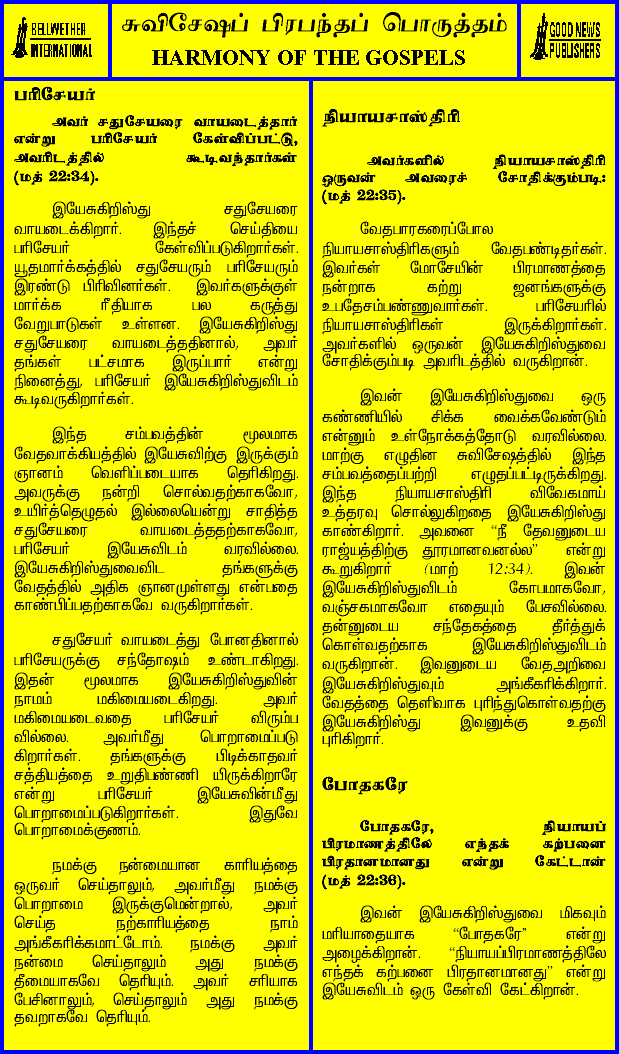 BELLWETHER
INTERNATIONAL
சுவிசேஷப் பிரபந்தப் பொருத்தம்
HARMONY OF THE GOSPELS
GOOD NEWS
PUBLISHERS
பரிசேயர்
அவர் சதுசேயரை வாயடைத்தார்
என்று பரிசேயர் கேள்விப்பட்டு,
அவரிடத்தில் கூடிவந்தார்கள்
(மத் 22:34).
இயேசுகிறிஸ்து சதுசேயரை
வாயடைக்கிறார். இந்தச் செய்தியை
பரிசேயர் கேள்விப்படுகிறார்கள்.
யூதமார்க்கத்தில் சதுசேயரும் பரிசேயரும்
இரண்டு பிரிவினர்கள். இவர்களுக்குள்
மார்க்க ரீதியாக பல கருத்து
வேறுபாடுகள் உள்ளன. இயேசுகிறிஸ்து
சதுசேயரை வாயடைத்ததினால், அவர்
தங்கள் பட்சமாக இருப்பார் என்று
நினைத்து, பரிசேயர் இயேசுகிறிஸ்துவிடம்
கூடிவருகிறார்கள்.
இந்த சம்பவத்தின் மூலமாக
வேதவாக்கியத்தில் இயேசுவிற்கு இருக்கும்
ஞானம் வெளிப்படையாக தெரிகிறது.
அவருக்கு நன்றி சொல்வதற்காகவோ,
உயிர்த்தெழுதல் இல்லையென்று சாதித்த
சதுசேயரை வாயடைத்ததற்காகவோ,
பரிசேயர் இயேசுவிடம் வரவில்லை.
இயேசுகிறிஸ்துவைவிட தங்களுக்கு
வேதத்தில் அதிக ஞானமுள்ளது என்பதை
காண்பிப்பதற்காகவே வருகிறார்கள்.
சதுசேயர் வாயடைத்து போனதினால்
பரிசேயருக்கு சந்தோஷம் உண்டாகிறது.
இதன் மூலமாக இயேசுகிறிஸ்துவின்
நாமம் மகிமையடைகிறது. அவர்
மகிமையடைவதை பரிசேயர் விரும்ப
வில்லை. அவர்மீது பொறாமைப்படு
கிறார்கள். தங்களுக்கு பிடிக்காதவர்
சத்தியத்தை உறுதிபண்ணி யிருக்கிறாரே
என்று பரிசேயர் இயேசுவின்மீது
பொறாமைப்படுகிறார்கள். இதுவே
பொறாமைக்குணம்.
நமக்கு நன்மையான காரியத்தை
ஒருவர் செய்தாலும், அவர்மீது நமக்கு
பொறாமை இருக்குமென்றால், அவர்
செய்த நற்காரியத்தை நாம்
அங்கீகரிக்கமாட்டோம். நமக்கு அவர்
நன்மை செய்தாலும் அது நமக்கு
தீமையாகவே தெரியும். அவர் சரியாக
பேசினாலும், செய்தாலும் அது நமக்கு
தவறாகவே தெரியும்.
நியாயசாஸ்திரி
அவர்களில் நியாயசாஸ்திரி
ஒருவன் அவரைச் சோதிக்கும்படி:
(மத் 22:35).
வேதபாரகரைப்போல
நியாயசாஸ்திரிகளும் வேதபண்டிதர்கள்.
இவர்கள் மோசேயின் பிரமாணத்தை
நன்றாக கற்று ஜனங்களுக்கு
உபதேசம்பண்ணுவார்கள். பரிசேயரில்
நியாயசாஸ்திரிகள் இருக்கிறார்கள்.
அவர்களில் ஒருவன் இயேசுகிறிஸ்துவை
சோதிக்கும்படி அவரிடத்தில் வருகிறான்.
இவன் இயேசுகிறிஸ்துவை ஒரு
கண்ணியில் சிக்க வைக்கவேண்டும்
என்னும் உள்நோக்கத்தோடு வரவில்லை.
மாற்கு எழுதின சுவிசேஷத்தில் இந்த
சம்பவத்தைப்பற்றி எழுதப்பட்டிருக்கிறது.
இந்த நியாயசாஸ்திரி விவேகமாய்
உத்தரவு சொல்லுகிறதை இயேசுகிறிஸ்து
காண்கிறார். அவனை “நீ தேவனுடைய
ராஜ்யத்திற்கு தூரமானவனல்ல” என்று
கூறுகிறார் (மாற் 12:34). இவன்
இயேசுகிறிஸ்துவிடம் கோபமாகவோ,
வஞ்சகமாகவோ எதையும் பேசவில்லை.
தன்னுடைய சந்தேகத்தை தீர்த்துக்
கொள்வதற்காக இயேசுகிறிஸ்துவிடம்
வருகிறான். இவனுடைய வேதஅறிவை
இயேசுகிறிஸ்துவும் அங்கீகரிக்கிறார்.
வேதத்தை தெளிவாக புரிந்துகொள்வதற்கு
இயேசுகிறிஸ்து இவனுக்கு உதவி
புரிகிறார்.
போதகரே
போதகரே, நியாயப்
பிரமாணத்திலே எந்தக் கற்பனை
பிரதானமானது என்று கேட்டான்
(மத் 22:36).
இவன் இயேசுகிறிஸ்துவை மிகவும்
மரியாதையாக “போதகரே” என்று
அழைக்கிறான். “நியாயப்பிரமாணத்திலே
எந்தக் கற்பனை பிரதானமானது” என்று
இயேசுவிடம் ஒரு கேள்வி கேட்கிறான்.